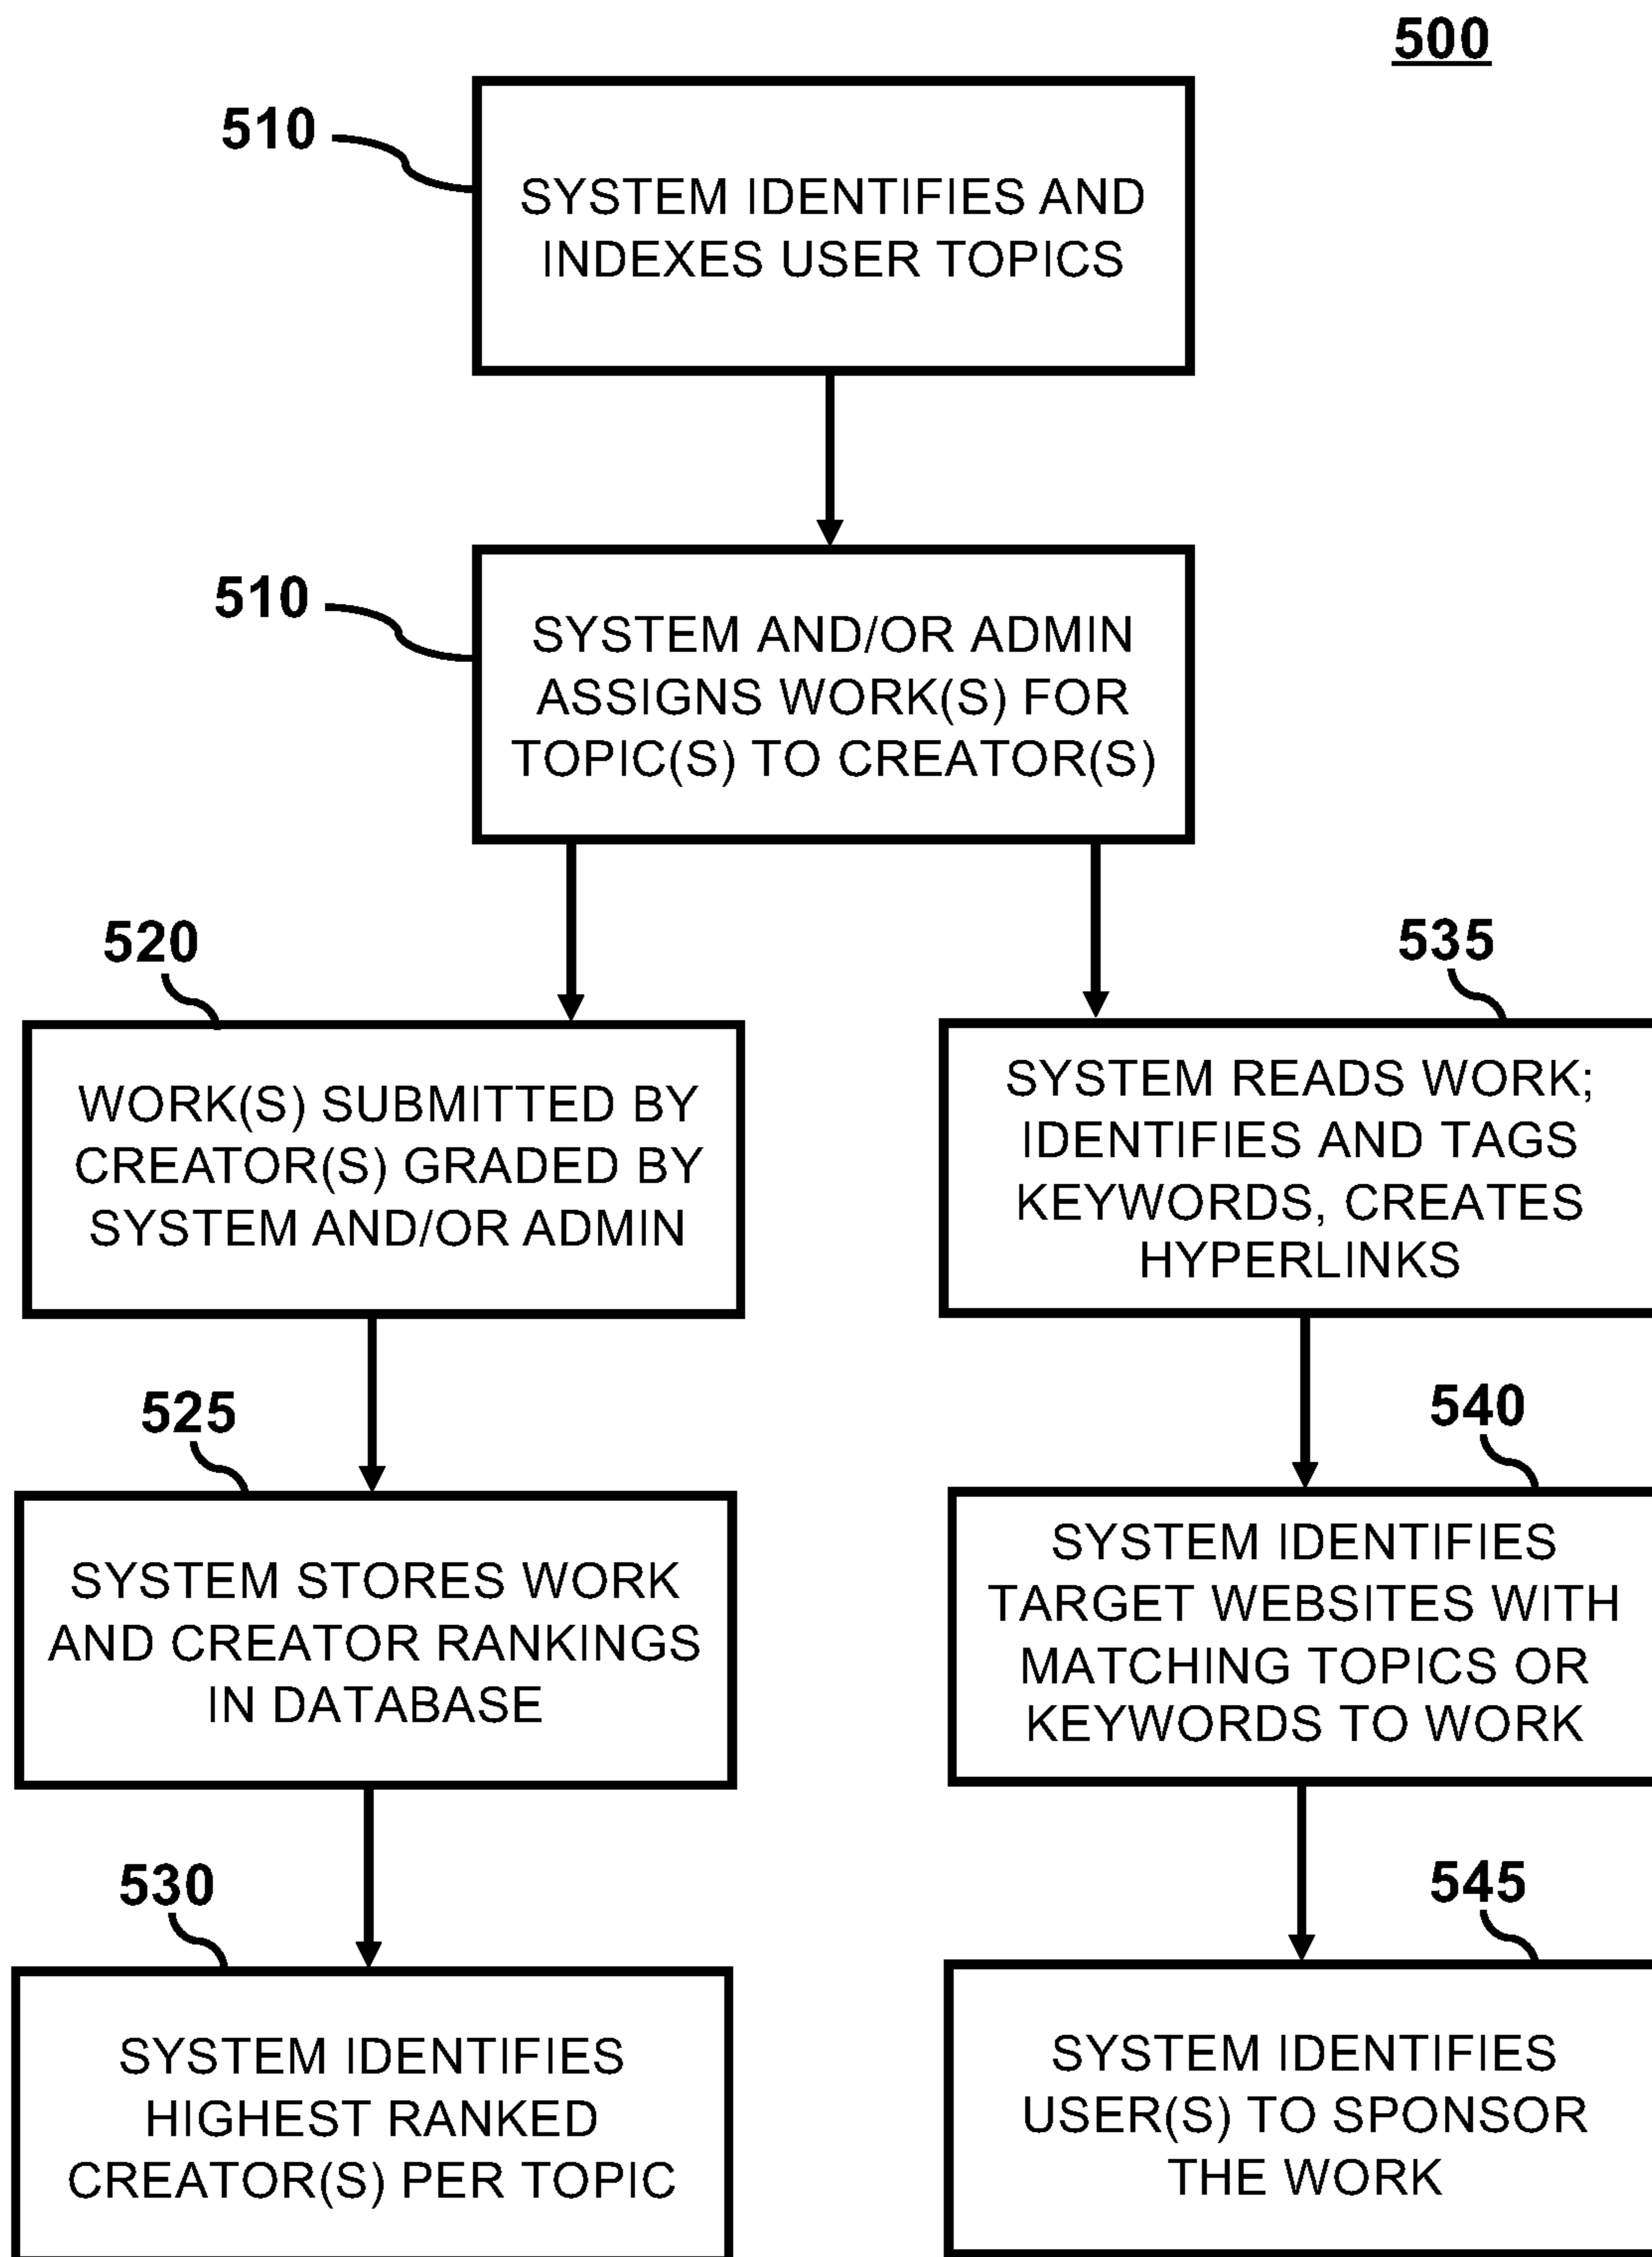 500
510
SYSTEM IDENTIFIES AND
INDEXES USER TOPICS
510
SYSTEM AND/OR ADMIN
ASSIGNS WORK(S) FOR
TOPIC(S) TO CREATOR(S)
520
WORK(S) SUBMITTED BY
CREATOR(S) GRADED BY
SYSTEM AND/OR ADMIN
525
SYSTEM STORES WORK
AND CREATOR RANKINGS
IN DATABASE
530
SYSTEM IDENTIFIES
HIGHEST RANKED
CREATOR(S) PER TOPIC
535
SYSTEM READS WORK;
IDENTIFIES AND TAGS
KEYWORDS, CREATES
HYPERLINKS
540
SYSTEM IDENTIFIES
TARGET WEBSITES WITH
MATCHING TOPICS OR
KEYWORDS TO WORK
545
SYSTEM IDENTIFIES
USER(S) TO SPONSOR
THE WORK